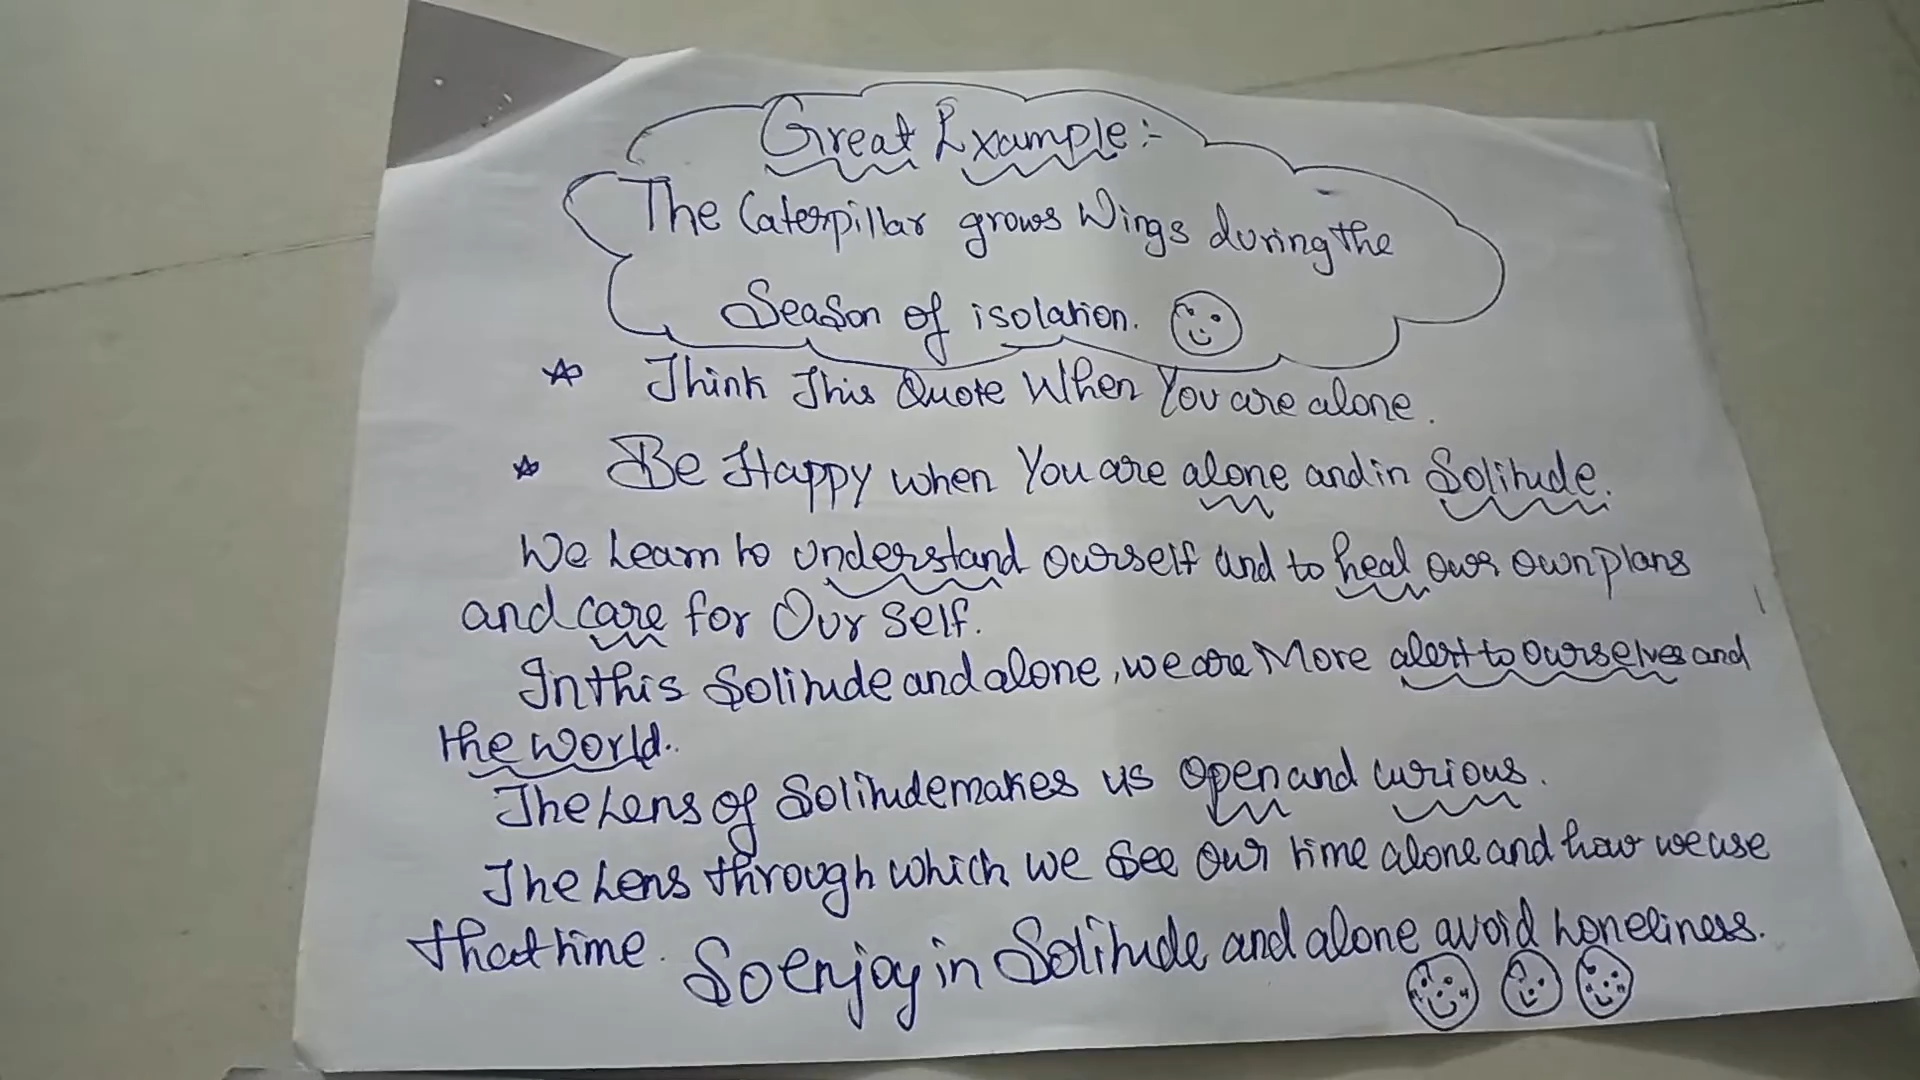 Great Example:-
The Caterpillar grows Wings during the
Season of isolation.
Think This Quote When You are alone.
Be Happy when You are alone and in Solitude.
We Learn to understand ourself and to heal our own plans
and care for Our Self.
In this Solitude and alone, we are More alert to ourselves and
the world..
The Lens of Solitude makes us open and curious.
The Lens through which we See our time alone and how we use
that time. So enjoy in Solitude and alone avoid Loneliness.